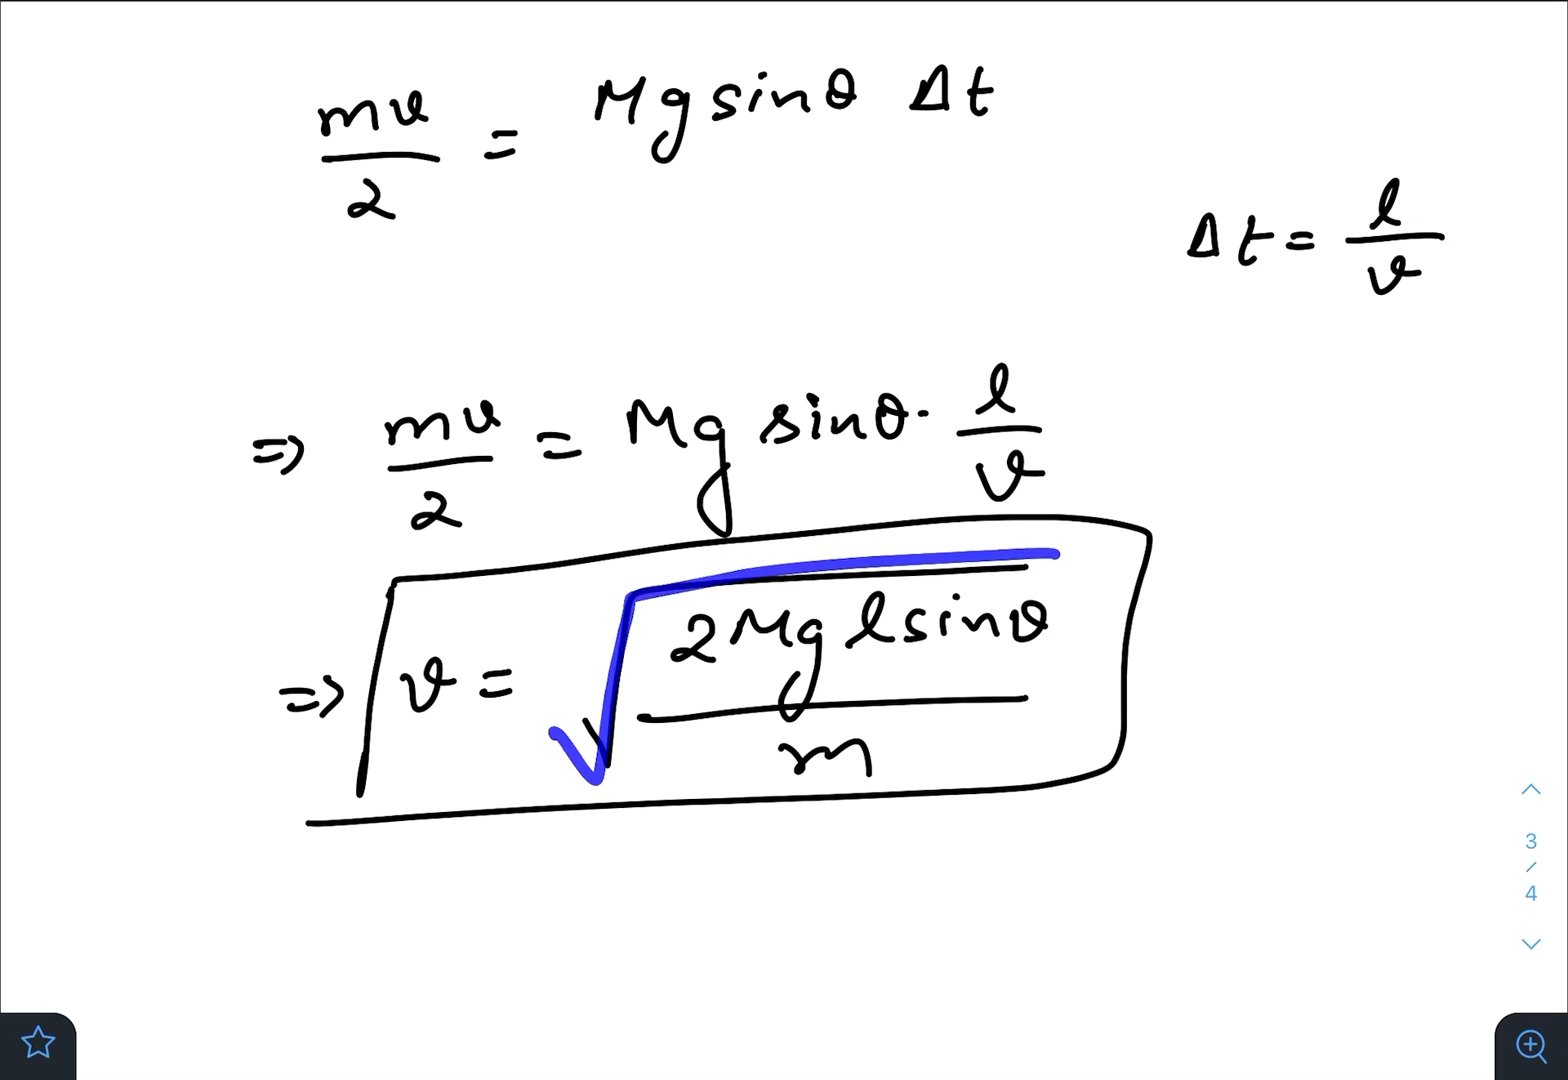 mv/2 = Mg sinθ Δt
Δt = l/v
⇒ mv/2 = Mg sinθ · l/v
⇒ v = √(2Mg l sinθ / m)
3
/
4